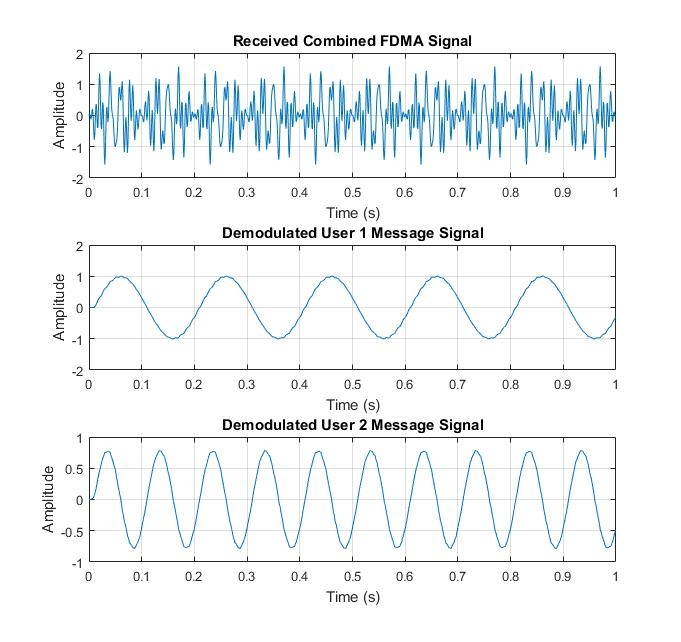 Received Combined FDMA Signal
2
1
0
-1
-2
Amplitude
0 0.1 0.2 0.3 0.4 0.5 0.6 0.7 0.8 0.9 1
Time (s)
Demodulated User 1 Message Signal
2
1
0
-1
-2
Amplitude
0 0.1 0.2 0.3 0.4 0.5 0.6 0.7 0.8 0.9 1
Time (s)
Demodulated User 2 Message Signal
1
0.5
0
-0.5
-1
Amplitude
0 0.1 0.2 0.3 0.4 0.5 0.6 0.7 0.8 0.9 1
Time (s)